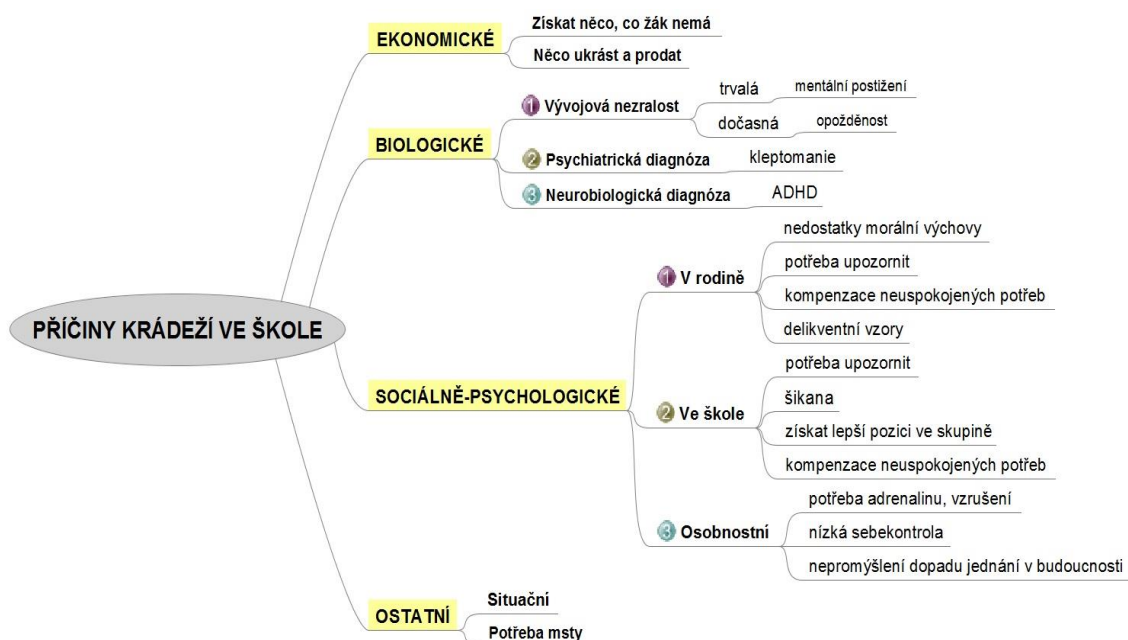 PŘÍČINY KRÁDEŽÍ VE ŠKOLE
EKONOMICKÉ
Získat něco, co žák nemá
Něco ukrást a prodat
BIOLOGICKÉ
1 Vývojová nezralost
trvalá
mentální postižení
dočasná
opožděnost
2 Psychiatrická diagnóza
kleptomanie
3 Neurobiologická diagnóza
ADHD
SOCIÁLNĚ-PSYCHOLOGICKÉ
1 V rodině
nedostatky morální výchovy
potřeba upozornit
kompenzace neuspokojených potřeb
delikventní vzory
2 Ve škole
potřeba upozornit
šikana
získat lepší pozici ve skupině
kompenzace neuspokojených potřeb
3 Osobnostní
potřeba adrenalinu, vzrušení
nízká sebekontrola
nepromýšlení dopadu jednání v budoucnosti
OSTATNÍ
Situační
Potřeba msty